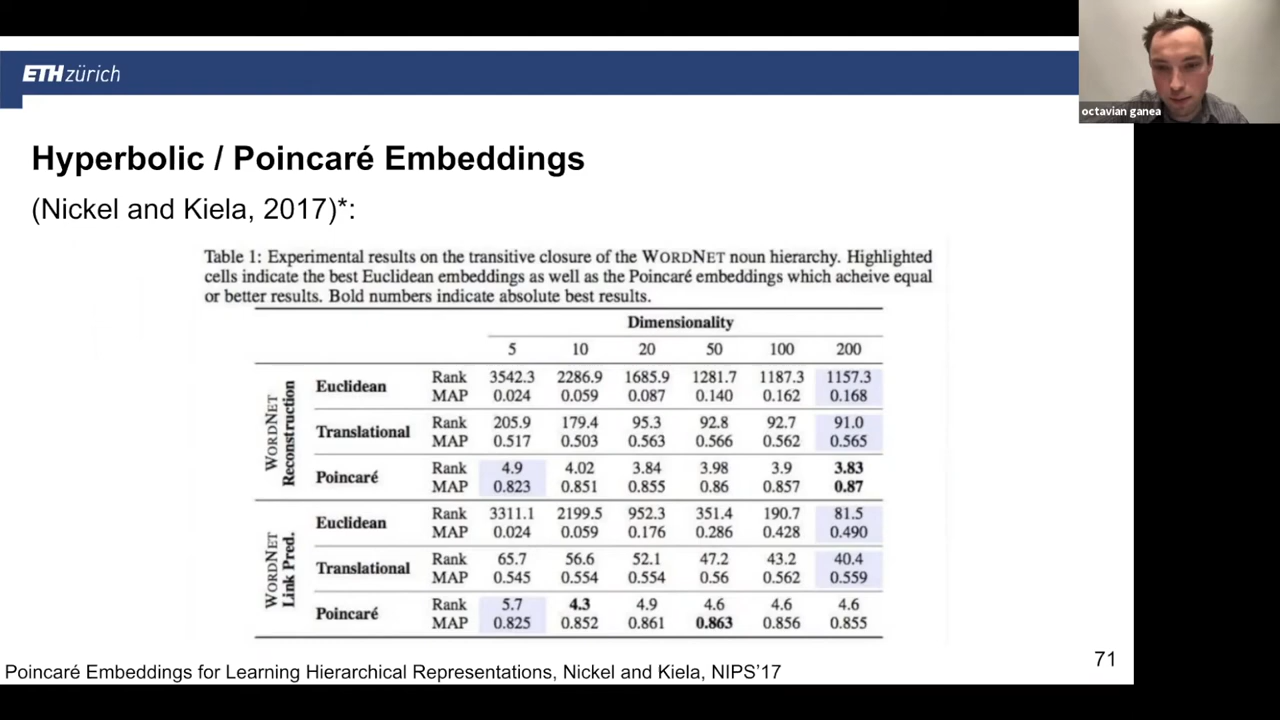 octavian ganea
ETH zürich
Hyperbolic / Poincaré Embeddings
(Nickel and Kiela, 2017)*:
Table 1: Experimental results on the transitive closure of the WORDNET noun hierarchy. Highlighted
cells indicate the best Euclidean embeddings as well as the Poincaré embeddings which acheive equal
or better results. Bold numbers indicate absolute best results.
Dimensionality
5 10 20 50 100 200
WORDNET
Reconstruction
Euclidean
Rank 3542.3 2286.9 1685.9 1281.7 1187.3 1157.3
MAP 0.024 0.059 0.087 0.140 0.162 0.168
Translational
Rank 205.9 179.4 95.3 92.8 92.7 91.0
MAP 0.517 0.503 0.563 0.566 0.562 0.565
Poincaré
Rank 4.9 4.02 3.84 3.98 3.9 3.83
MAP 0.823 0.851 0.855 0.86 0.857 0.87
WORDNET
Link Pred.
Euclidean
Rank 3311.1 2199.5 952.3 351.4 190.7 81.5
MAP 0.024 0.059 0.176 0.286 0.428 0.490
Translational
Rank 65.7 56.6 52.1 47.2 43.2 40.4
MAP 0.545 0.554 0.554 0.56 0.562 0.559
Poincaré
Rank 5.7 4.3 4.9 4.6 4.6 4.6
MAP 0.825 0.852 0.861 0.863 0.856 0.855
71
Poincaré Embeddings for Learning Hierarchical Representations, Nickel and Kiela, NIPS'17